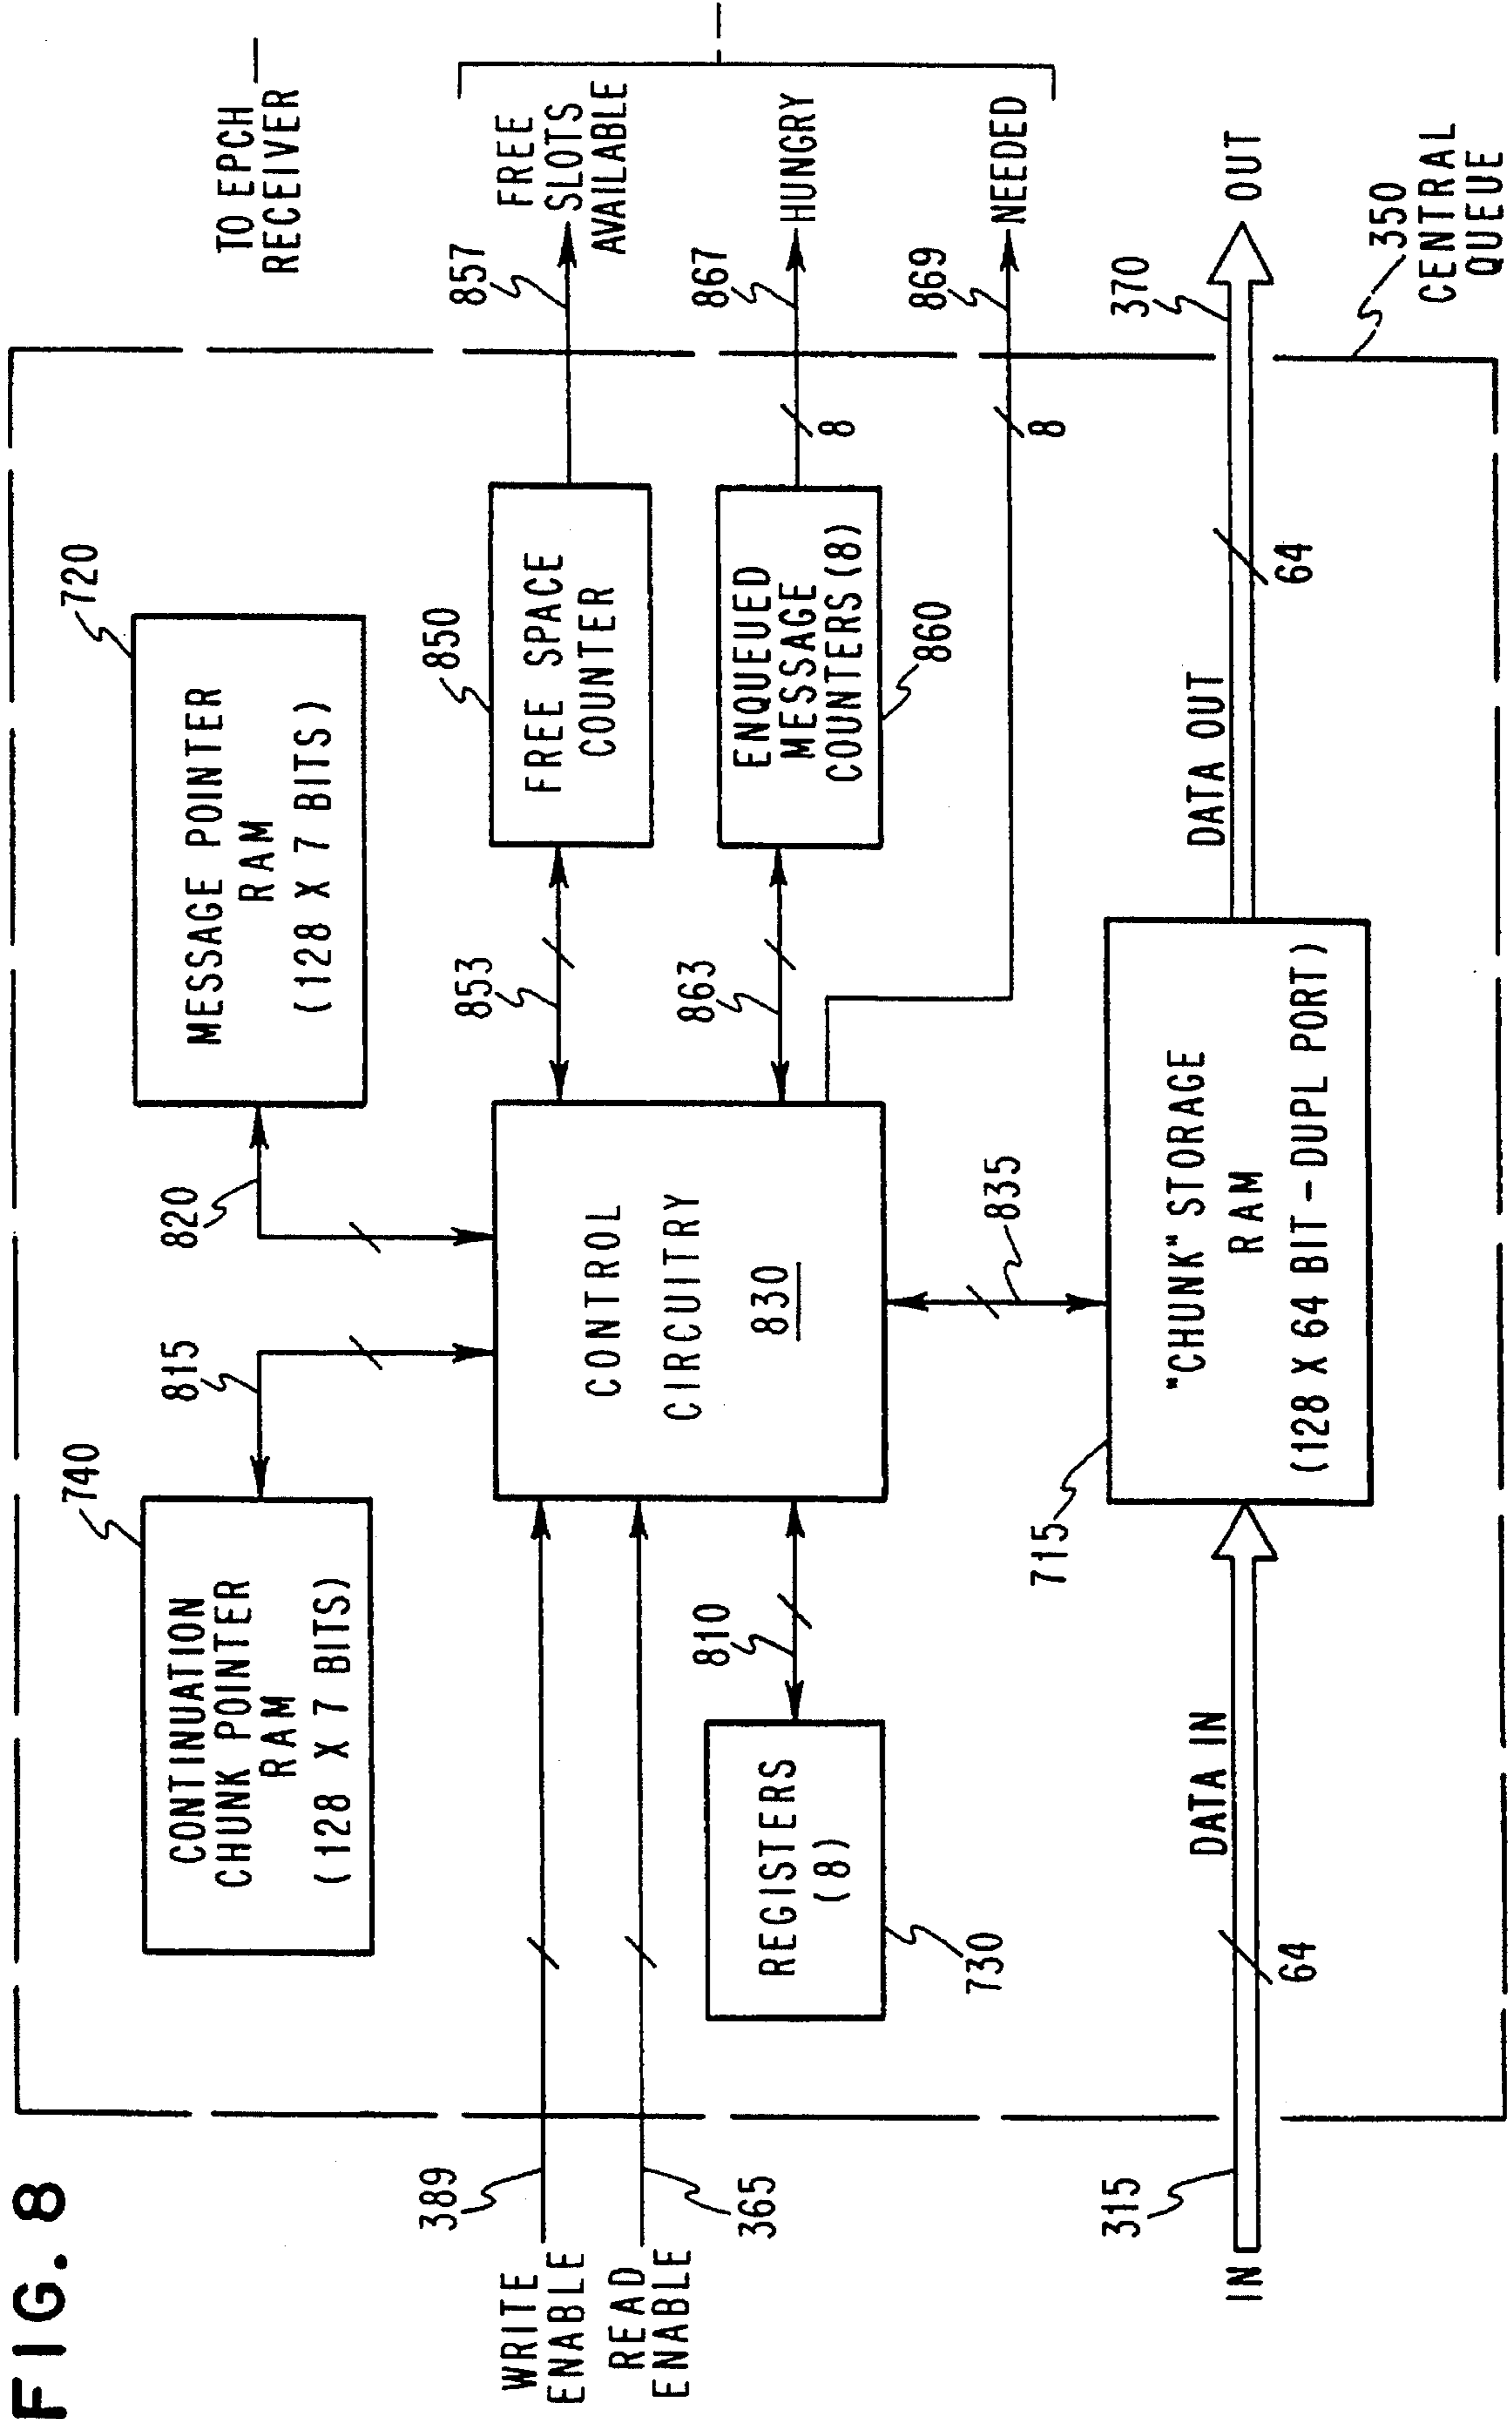 FIG. 8
TO EPCH
RECEIVER
740
CONTINUATION
CHUNK POINTER
RAM
(128 X 7 BITS)
815
820
720
MESSAGE POINTER
RAM
(128 X 7 BITS)
WRITE
ENABLE
389
READ
ENABLE
365
CONTROL
CIRCUITRY
830
853
850
FREE SPACE
COUNTER
857
FREE
SLOTS
AVAILABLE
863
ENQUEUED
MESSAGE
COUNTERS (8)
860
8
867
HUNGRY
8
869
NEEDED
810
REGISTERS
(8)
730
835
IN
315
DATA IN
64
715
"CHUNK" STORAGE
RAM
(128 X 64 BIT-DUPL PORT)
DATA OUT
64
370
OUT
350
CENTRAL
QUEUE